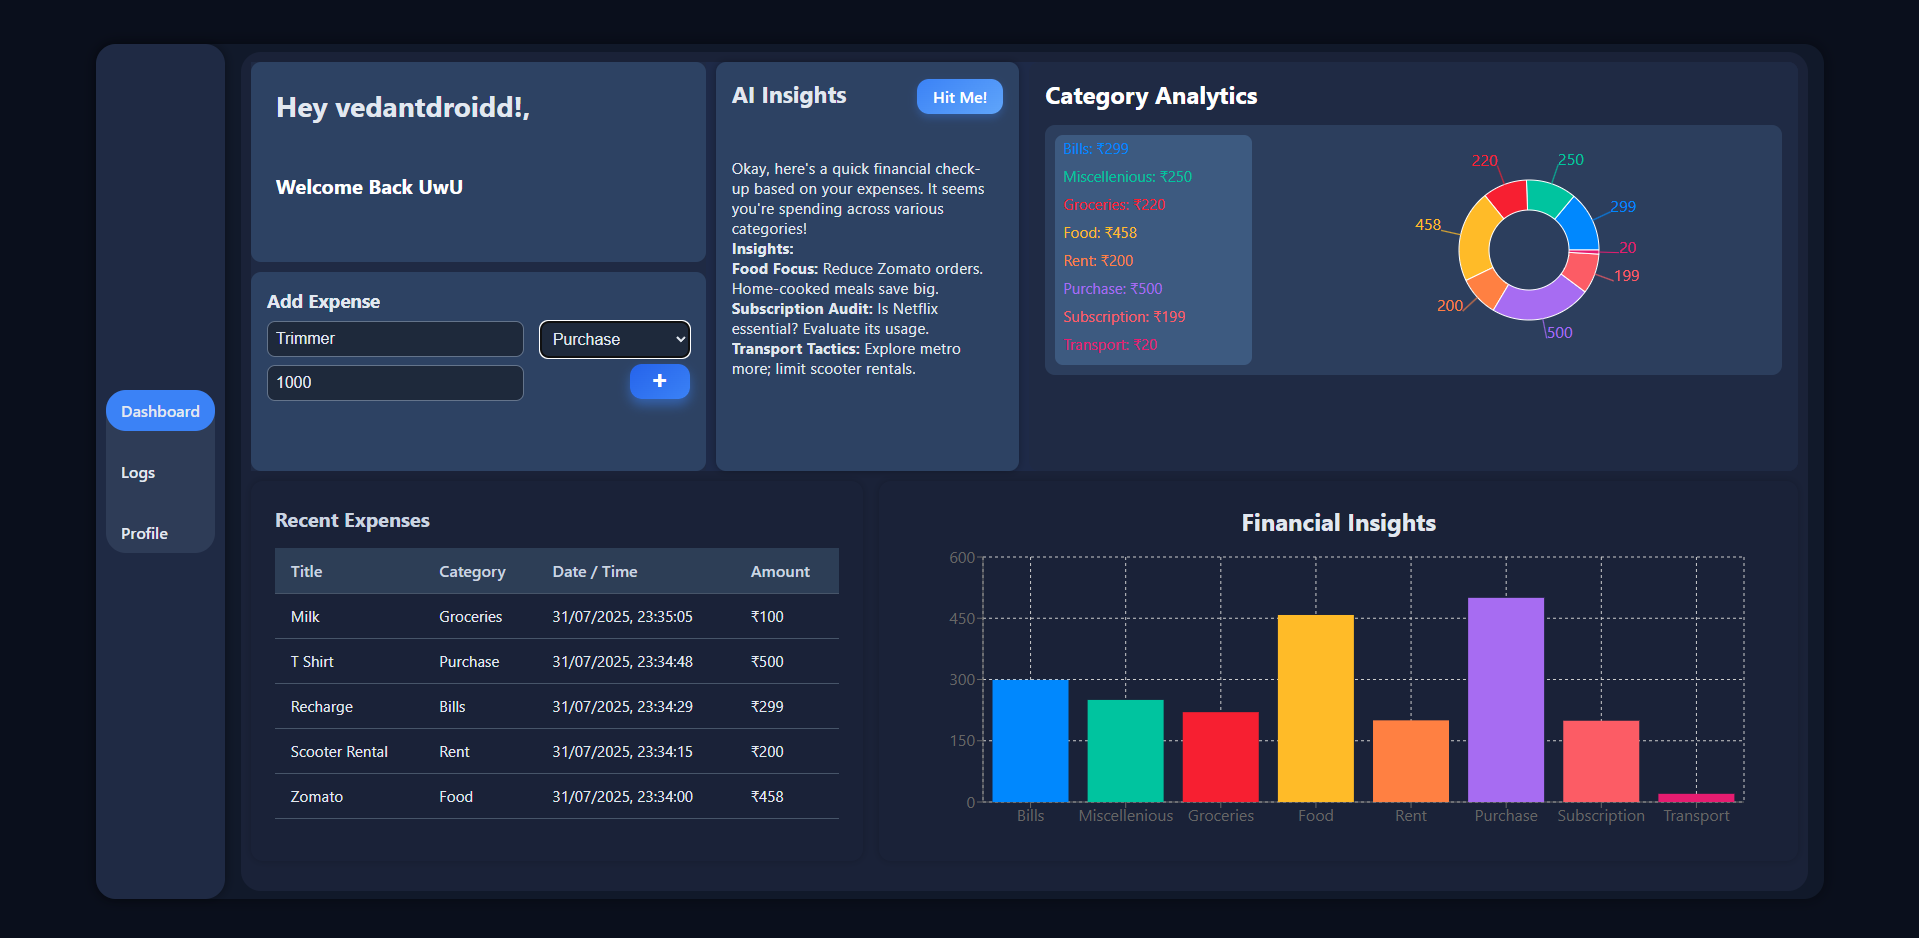 Dashboard
Logs
Profile
Hey vedantdroidd!,
Welcome Back UwU
Add Expense
Trimmer
Purchase
1000
+
AI Insights
Hit Me!
Okay, here's a quick financial check-
up based on your expenses. It seems
you're spending across various
categories!
Insights:
Food Focus: Reduce Zomato orders.
Home-cooked meals save big.
Subscription Audit: Is Netflix
essential? Evaluate its usage.
Transport Tactics: Explore metro
more; limit scooter rentals.
Category Analytics
Bills: ₹299
Miscellenious: ₹250
Groceries: ₹220
Food: ₹458
Rent: ₹200
Purchase: ₹500
Subscription: ₹199
Transport: ₹20
220
250
458
299
20
199
200
500
Recent Expenses
Title Category Date / Time Amount
Milk Groceries 31/07/2025, 23:35:05 ₹100
T Shirt Purchase 31/07/2025, 23:34:48 ₹500
Recharge Bills 31/07/2025, 23:34:29 ₹299
Scooter Rental Rent 31/07/2025, 23:34:15 ₹200
Zomato Food 31/07/2025, 23:34:00 ₹458
Financial Insights
600
450
300
150
0
Bills Miscellenious Groceries Food Rent Purchase Subscription Transport